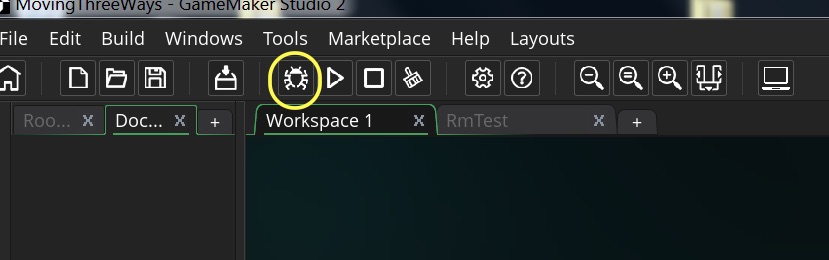 MovingThreeWays - GameMaker Studio 2
File Edit Build Windows Tools Marketplace Help Layouts
Roo... X Doc... X + Workspace 1 X RmTest X +